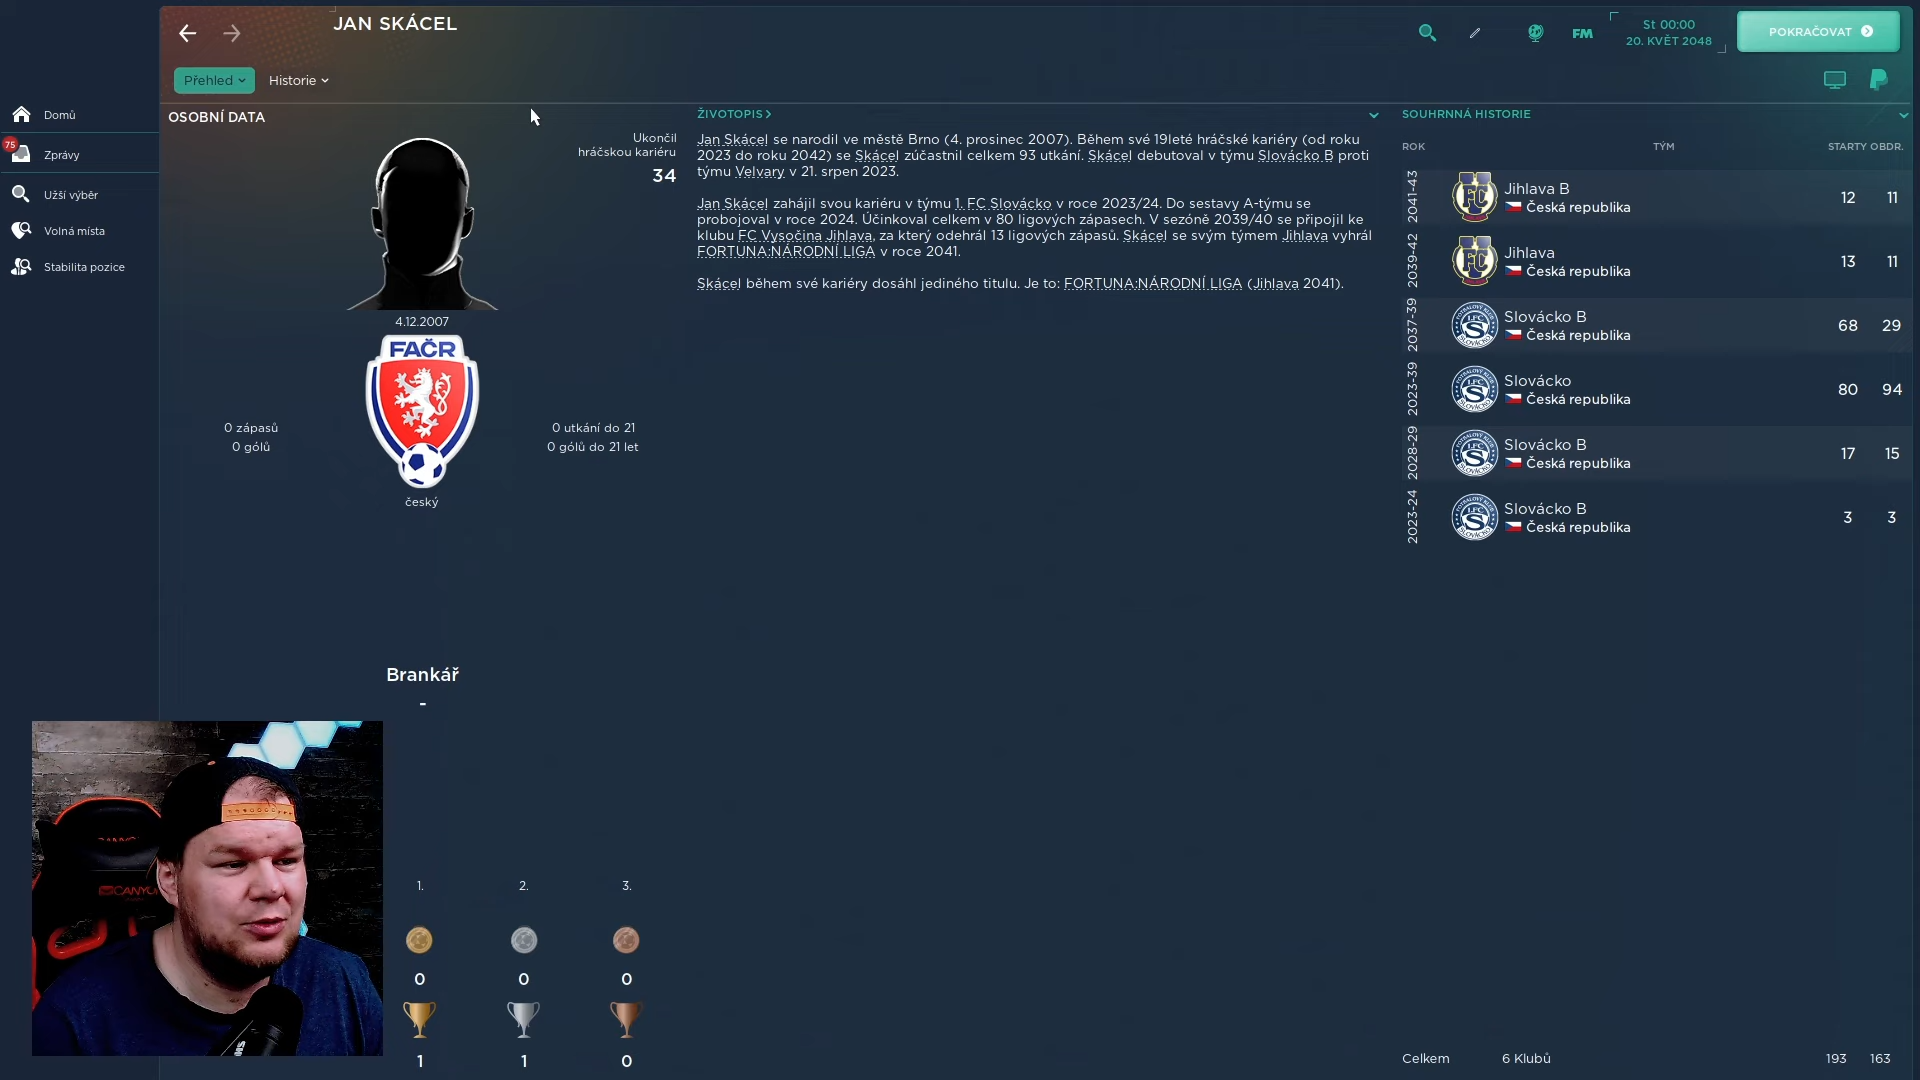 JAN SKÁCEL
St 00:00
20. KVĚT 2048
FM
POKRAČOVAT
Přehled
Historie
Domů
75
Zprávy
Užší výběr
Volná místa
Stabilita pozice
OSOBNÍ DATA
Ukončil
hráčskou kariéru
34
4.12.2007
FAČR
0 zápasů
0 gólů
0 utkání do 21
0 gólů do 21 let
český
Brankář
-
1. 2. 3.
0 0 0
1 1 0
ŽIVOTOPIS
Jan Skácel se narodil ve městě Brno (4. prosinec 2007). Během své 19leté hráčské kariéry (od roku
2023 do roku 2042) se Skácel zúčastnil celkem 93 utkání. Skácel debutoval v týmu Slovácko B proti
týmu Velvary v 21. srpen 2023.
Jan Skácel zahájil svou kariéru v týmu 1. FC Slovácko v roce 2023/24. Do sestavy A-týmu se
probojoval v roce 2024. Účinkoval celkem v 80 ligových zápasech. V sezóně 2039/40 se připojil ke
klubu FC Vysočina Jihlava, za který odehrál 13 ligových zápasů. Skácel se svým týmem Jihlava vyhrál
FORTUNA:NÁRODNÍ LIGA v roce 2041.
Skácel během své kariéry dosáhl jediného titulu. Je to: FORTUNA:NÁRODNÍ LIGA (Jihlava 2041).
SOUHRNNÁ HISTORIE
ROK TÝM STARTY OBDR.
2041-43 Jihlava B 12 11
Česká republika
2039-42 Jihlava 13 11
Česká republika
2037-39 Slovácko B 68 29
Česká republika
2023-39 Slovácko 80 94
Česká republika
2028-29 Slovácko B 17 15
Česká republika
2023-24 Slovácko B 3 3
Česká republika
Celkem 6 Klubů 193 163